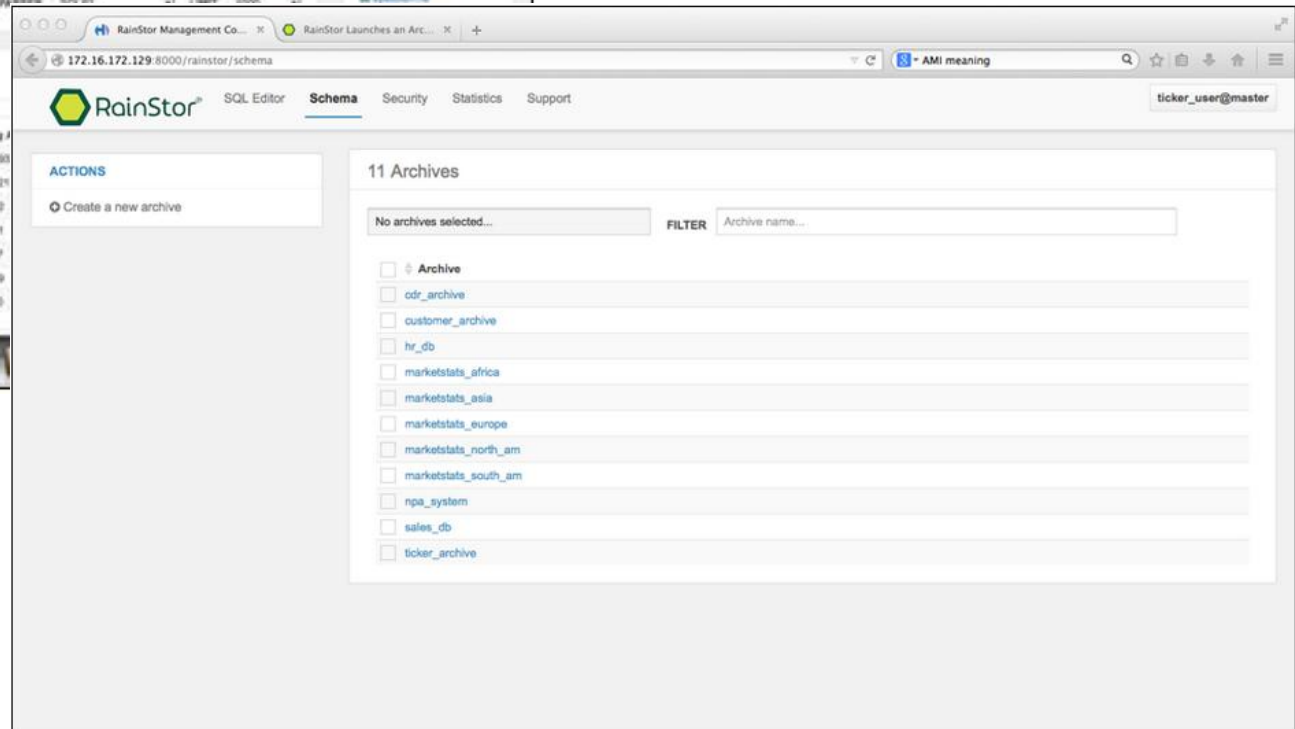 RainStor Management Co... × RainStor Launches an Arc... × +
172.16.172.129:8000/rainstor/schema AMI meaning
RainStor® SQL Editor Schema Security Statistics Support ticker_user@master
ACTIONS
Create a new archive
11 Archives
No archives selected... FILTER Archive name...
Archive
cdr_archive
customer_archive
hr_db
marketstats_africa
marketstats_asia
marketstats_europe
marketstats_north_am
marketstats_south_am
npa_system
sales_db
ticker_archive